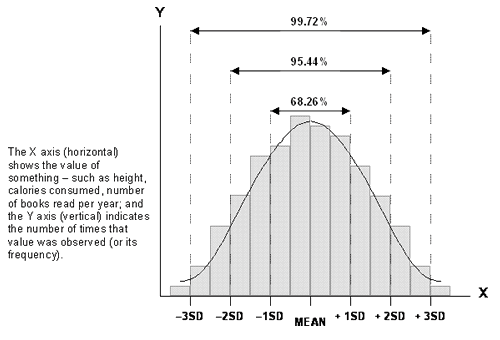 Y
99.72%
95.44%
68.26%
The X axis (horizontal)
shows the value of
something – such as height,
calories consumed, number
of books read per year; and
the Y axis (vertical) indicates
the number of times that
value was observed (or its
frequency).
X
–3SD –2SD –1SD MEAN + 1SD + 2SD + 3SD